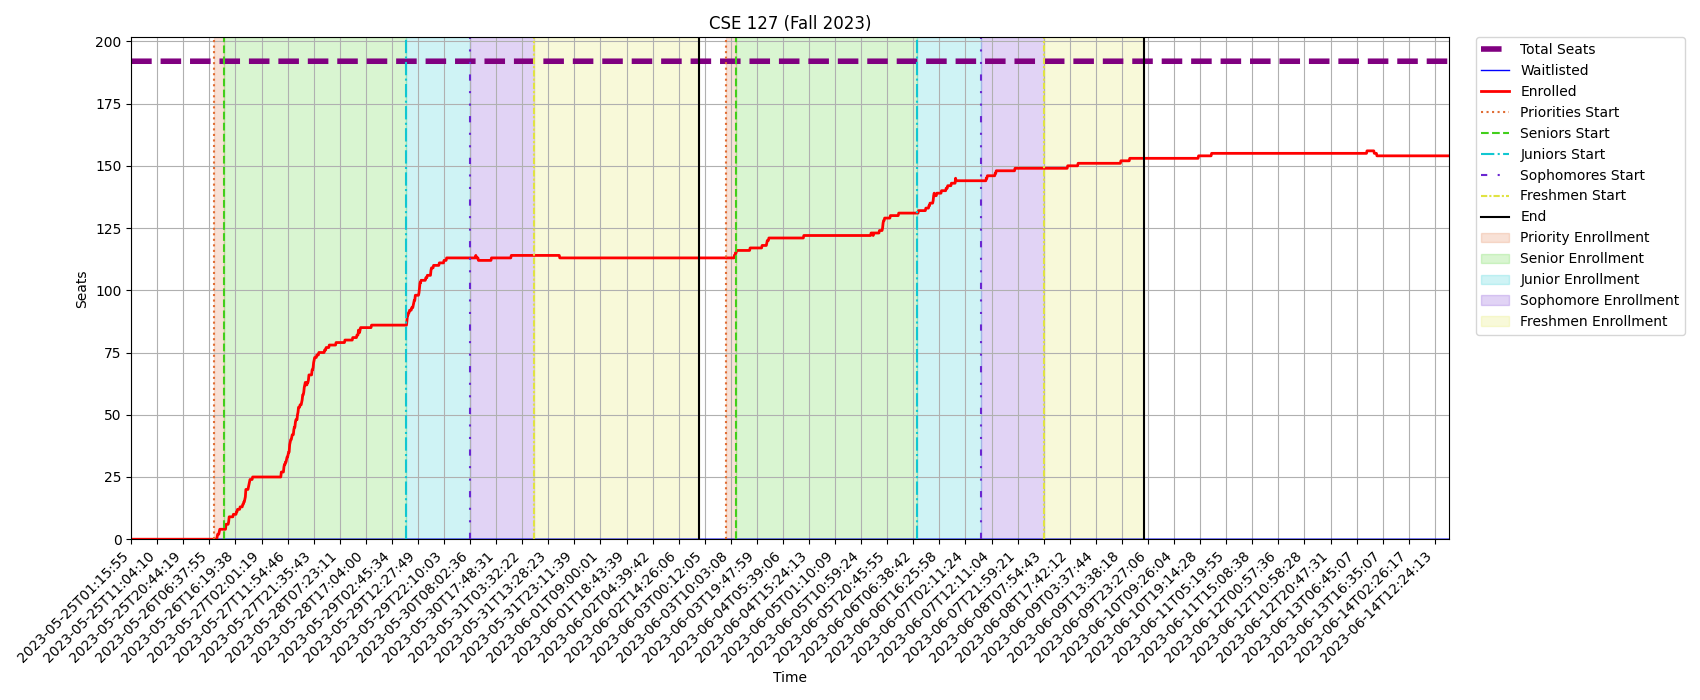 CSE 127 (Fall 2023)
200
175
150
125
100
75
50
25
0
Seats
2023-05-25T01:15:55
2023-05-25T11:04:10
2023-05-25T20:44:19
2023-05-26T06:37:55
2023-05-26T16:19:38
2023-05-27T02:01:19
2023-05-27T11:54:46
2023-05-27T21:35:43
2023-05-28T07:23:11
2023-05-28T17:04:00
2023-05-29T02:45:34
2023-05-29T12:27:49
2023-05-29T22:10:03
2023-05-30T08:02:36
2023-05-30T17:48:31
2023-05-31T03:32:22
2023-05-31T13:28:23
2023-05-31T23:11:39
2023-06-01T09:00:01
2023-06-01T18:43:39
2023-06-02T04:39:42
2023-06-02T14:26:06
2023-06-03T00:12:05
2023-06-03T10:03:08
2023-06-03T19:47:59
2023-06-04T05:39:06
2023-06-04T15:24:13
2023-06-05T01:10:09
2023-06-05T10:59:24
2023-06-05T20:45:55
2023-06-06T06:38:42
2023-06-06T16:25:58
2023-06-07T02:11:24
2023-06-07T12:11:04
2023-06-07T21:59:21
2023-06-08T07:54:43
2023-06-08T17:42:12
2023-06-09T03:37:44
2023-06-09T13:38:18
2023-06-09T23:27:06
2023-06-10T09:26:04
2023-06-10T19:14:28
2023-06-11T05:19:55
2023-06-11T15:08:38
2023-06-12T00:57:36
2023-06-12T10:58:28
2023-06-12T20:47:31
2023-06-13T06:45:07
2023-06-13T16:35:07
2023-06-14T02:26:17
2023-06-14T12:24:13
Time
Total Seats
Waitlisted
Enrolled
Priorities Start
Seniors Start
Juniors Start
Sophomores Start
Freshmen Start
End
Priority Enrollment
Senior Enrollment
Junior Enrollment
Sophomore Enrollment
Freshmen Enrollment